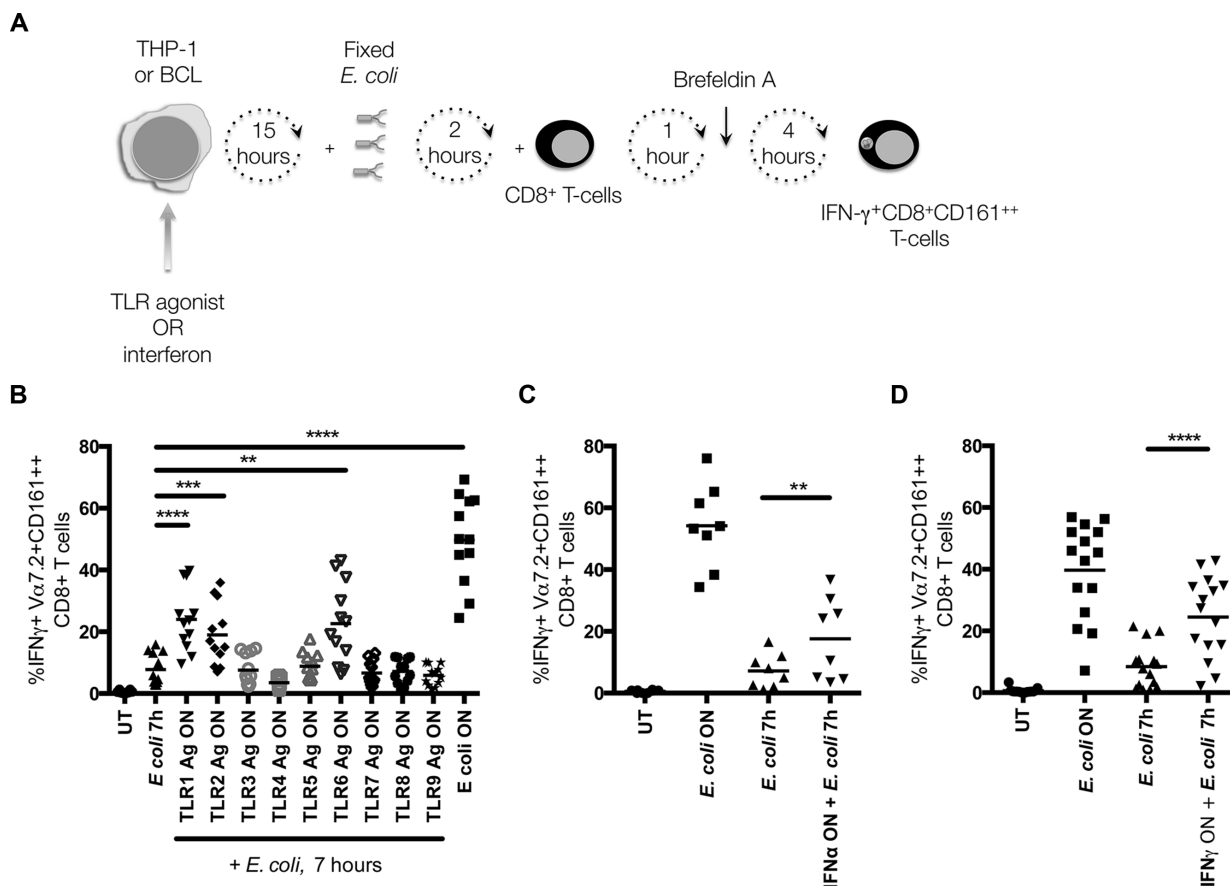 A
THP-1
or BCL
Fixed
E. coli
Brefeldin A
15
hours
+
2
hours
+
1
hour
4
hours
CD8+ T-cells
IFN-γ+CD8+CD161++
T-cells
TLR agonist
OR
interferon
B
%IFNγ+ Vα7.2+CD161++
CD8+ T cells
80
60
40
20
0
****
**
***
****
UT
E coli 7h
TLR1 Ag ON
TLR2 Ag ON
TLR3 Ag ON
TLR4 Ag ON
TLR5 Ag ON
TLR6 Ag ON
TLR7 Ag ON
TLR8 Ag ON
TLR9 Ag ON
E coli ON
+ E. coli, 7 hours
C
%IFNγ+ Vα7.2+CD161++
CD8+ T cells
80
60
40
20
0
**
UT
E. coli ON
E. coli 7h
IFNα ON + E. coli 7h
D
%IFNγ+ Vα7.2+CD161++
CD8+ T cells
80
60
40
20
0
****
UT
E. coli ON
E. coli 7h
IFNγ ON + E. coli 7h